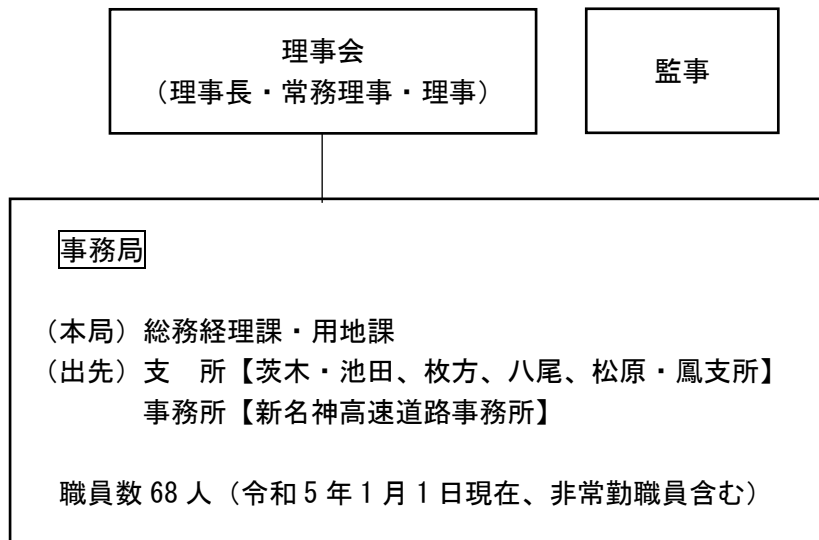 理事会
（理事長・常務理事・理事）
監事
事務局
（本局）総務経理課・用地課
（出先）支　所【茨木・池田、枚方、八尾、松原・鳳支所】
事務所【新名神高速道路事務所】
職員数 68 人（令和 5 年 1 月 1 日現在、非常勤職員含む）